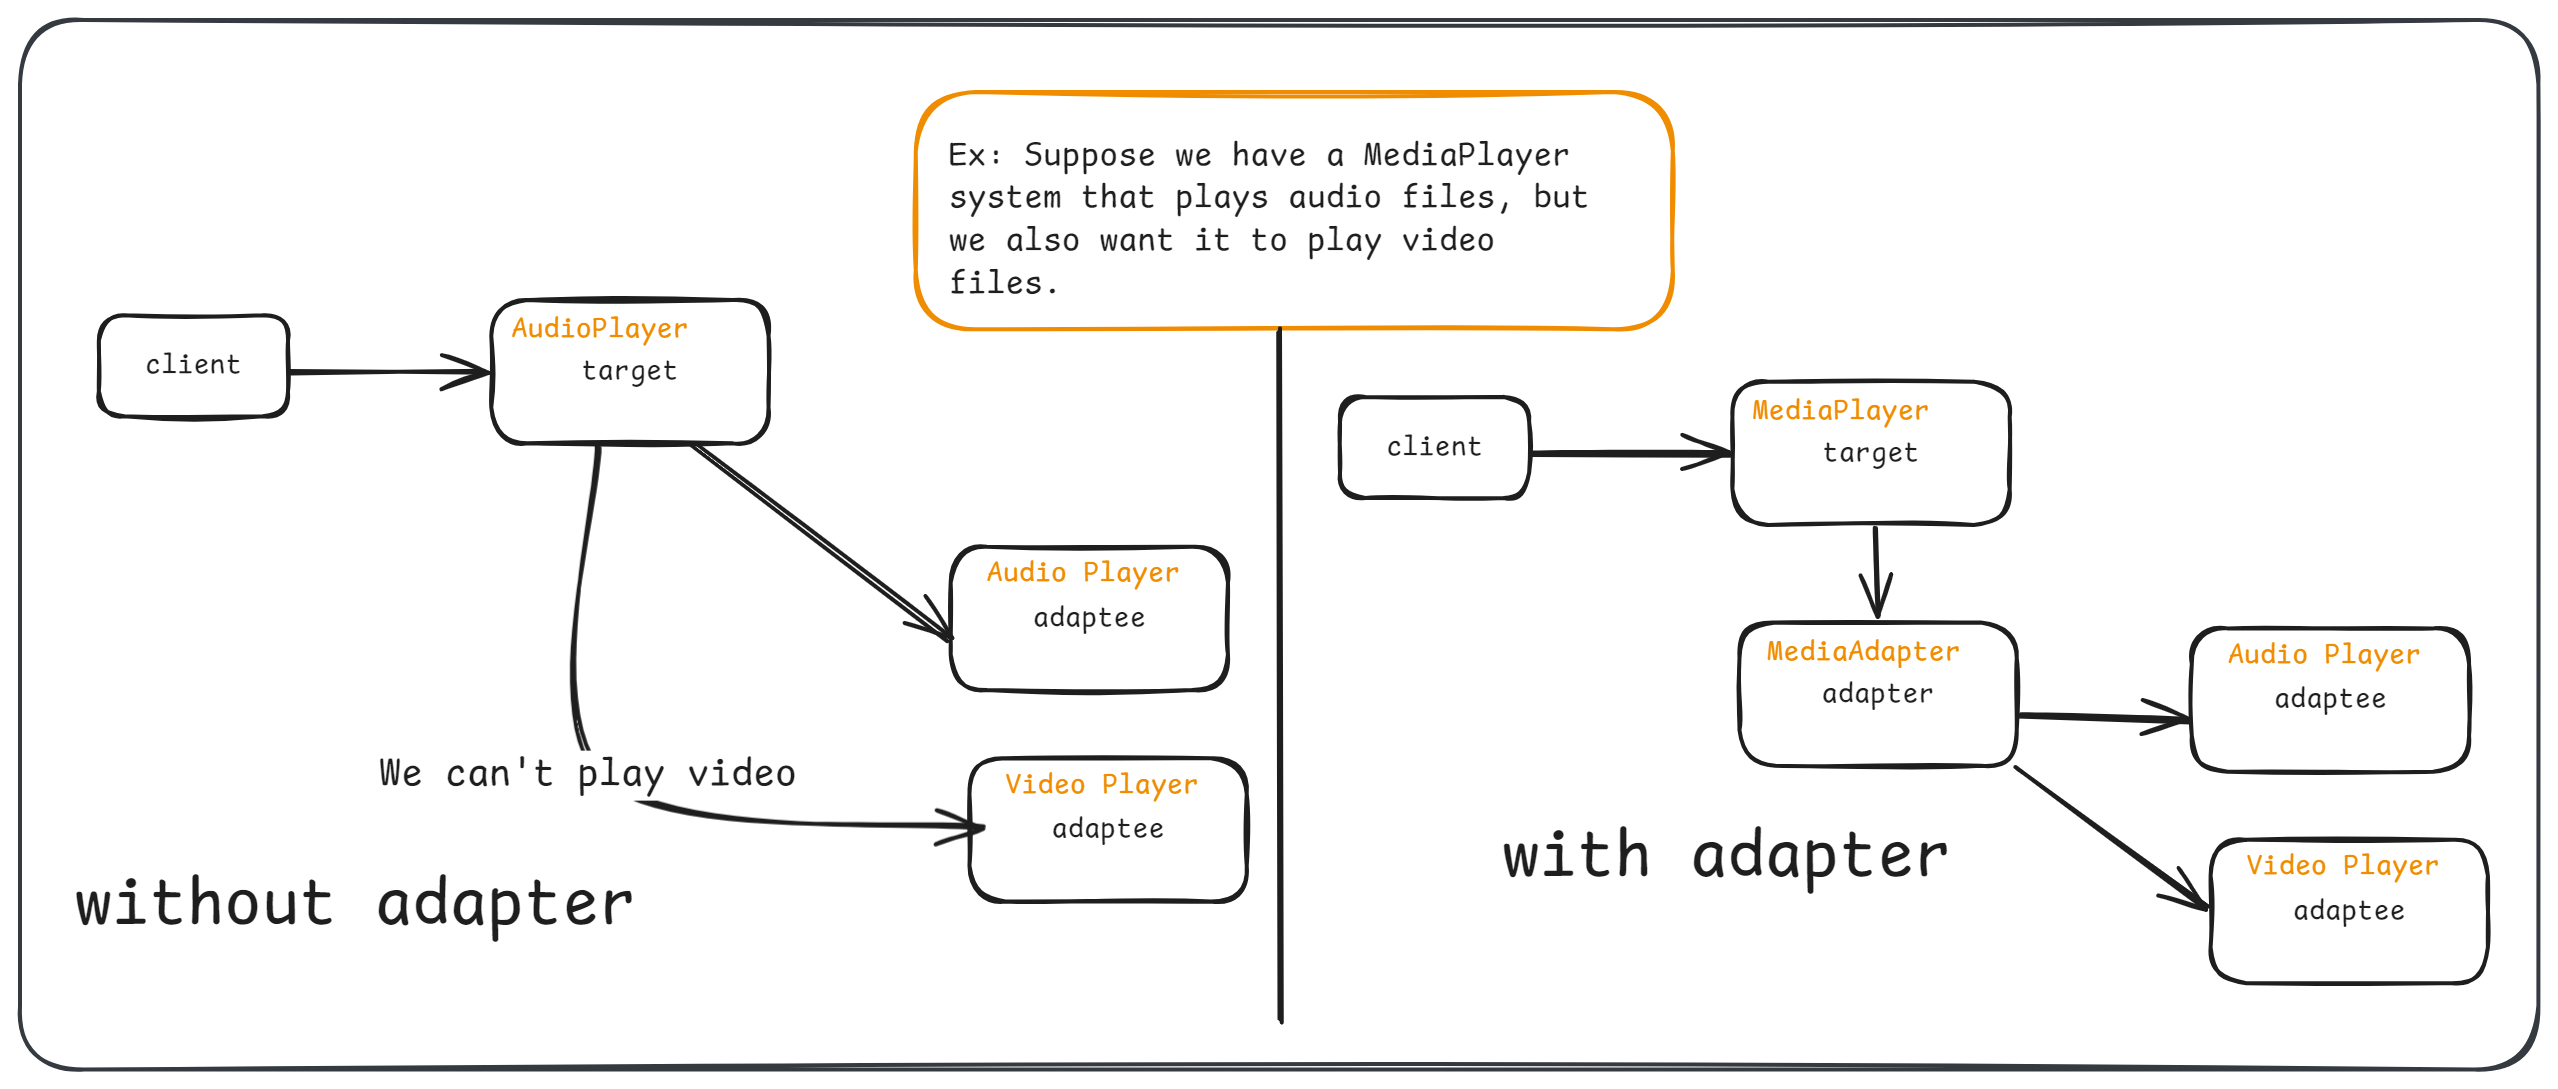 Ex: Suppose we have a MediaPlayer
system that plays audio files, but
we also want it to play video
files.
client
AudioPlayer
target
Audio Player
adaptee
We can't play video
Video Player
adaptee
without adapter
client
MediaPlayer
target
MediaAdapter
adapter
Audio Player
adaptee
Video Player
adaptee
with adapter